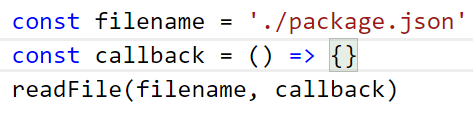 const filename = './package.json'
const callback = () => {}
readFile(filename, callback)